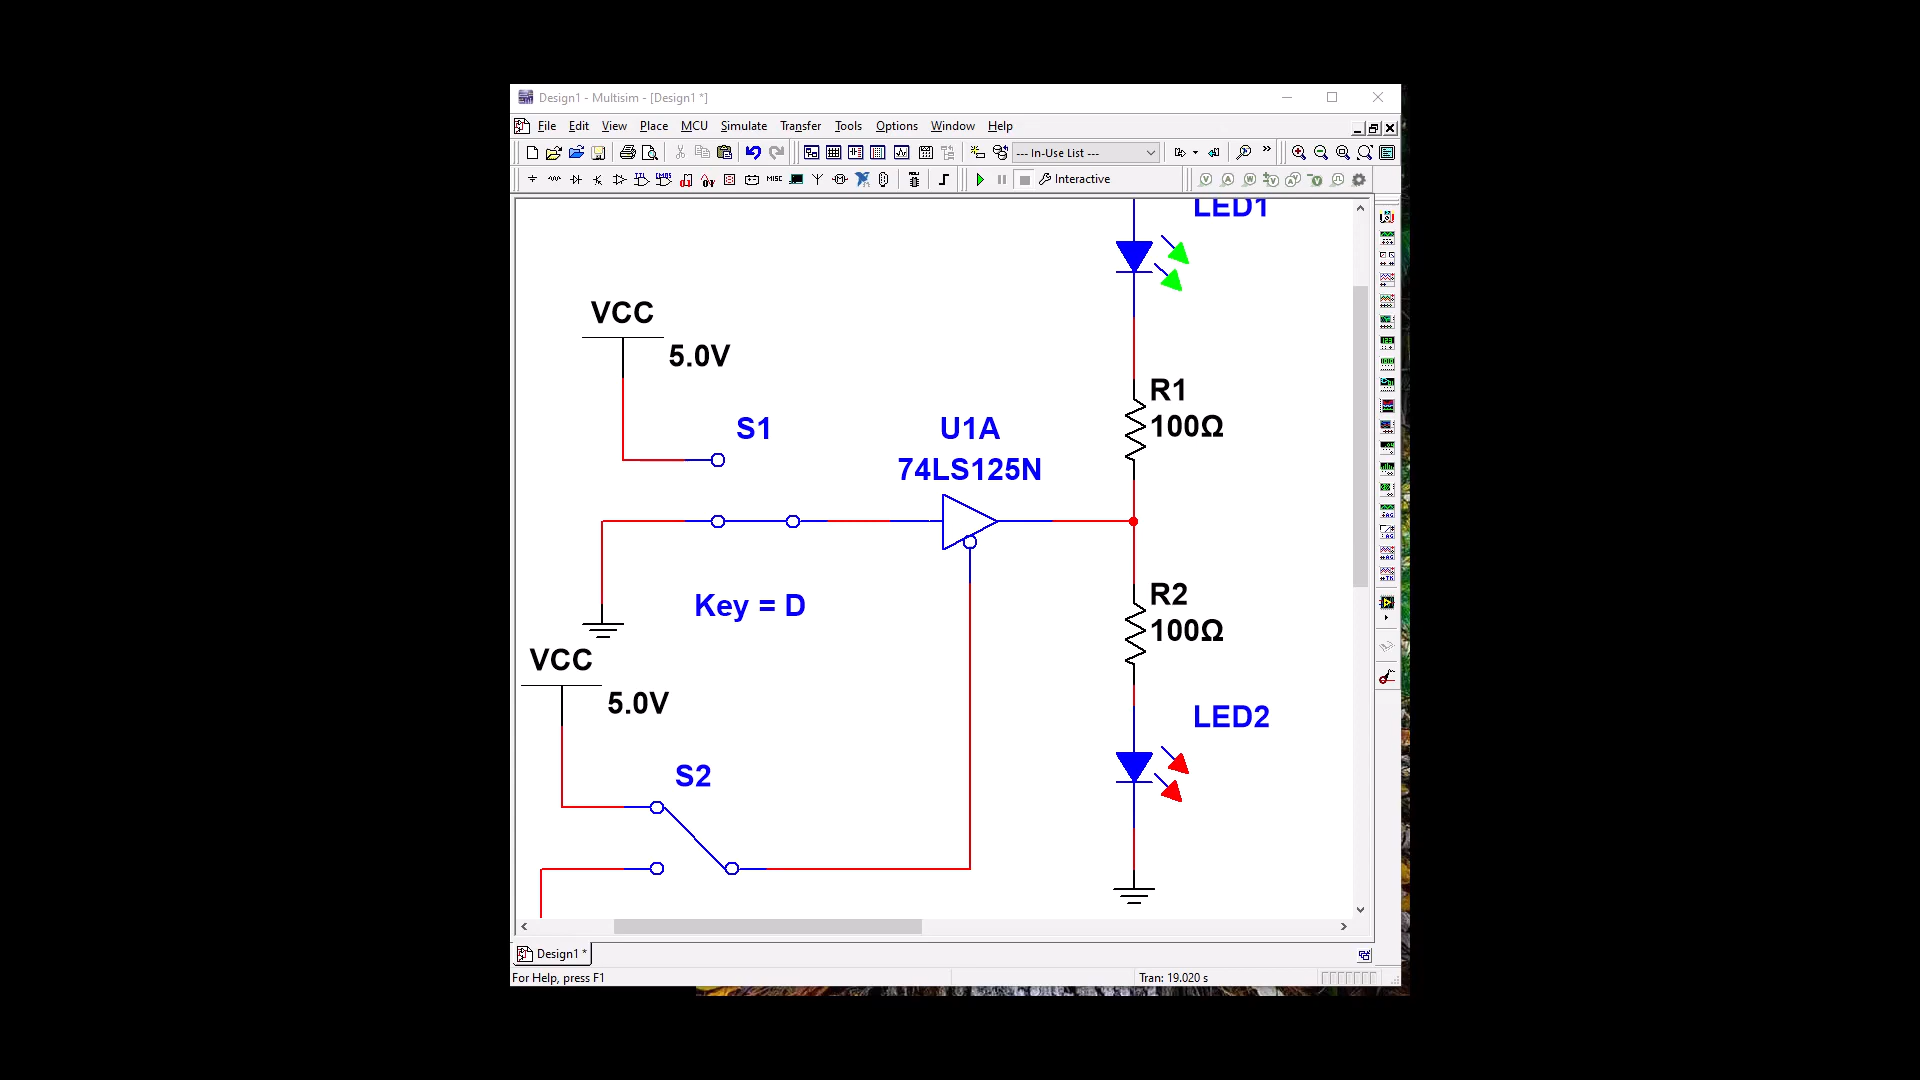 Design1 - Multisim - [Design1 *]
File Edit View Place MCU Simulate Transfer Tools Options Window Help
--- In-Use List ---
Interactive
LED1
VCC
5.0V
R1
100Ω
S1
U1A
74LS125N
Key = D
R2
100Ω
VCC
5.0V
LED2
S2
Design1 *
For Help, press F1
Tran: 19.020 s